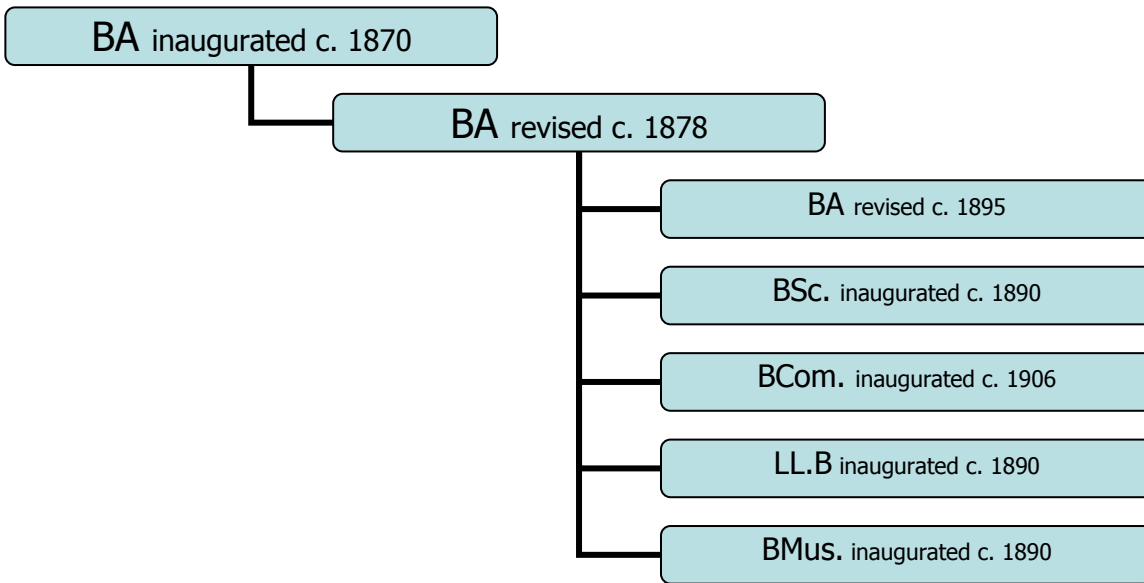 BA inaugurated c. 1870
BA revised c. 1878
BA revised c. 1895
BSc. inaugurated c. 1890
BCom. inaugurated c. 1906
LL.B inaugurated c. 1890
BMus. inaugurated c. 1890